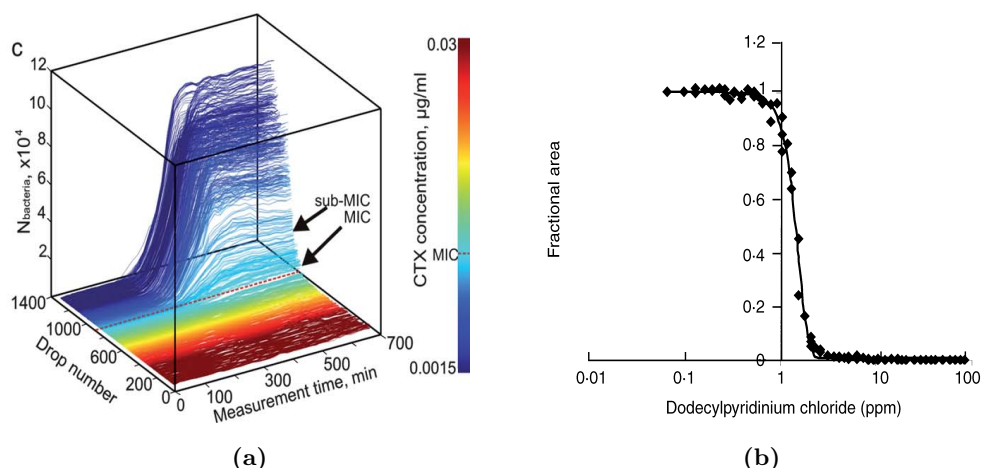 c
12
10
8
6
4
2
Nbacteria, x10⁴
1400
1000
600
200
0
Drop number
0
100
300
500
700
Measurement time, min
sub-MIC
MIC
CTX concentration, µg/ml
0.03
MIC
0.0015
(a)
1·2
1
0·8
0·6
0·4
0·2
0
Fractional area
0·01
0·1
1
10
100
Dodecylpyridinium chloride (ppm)
(b)